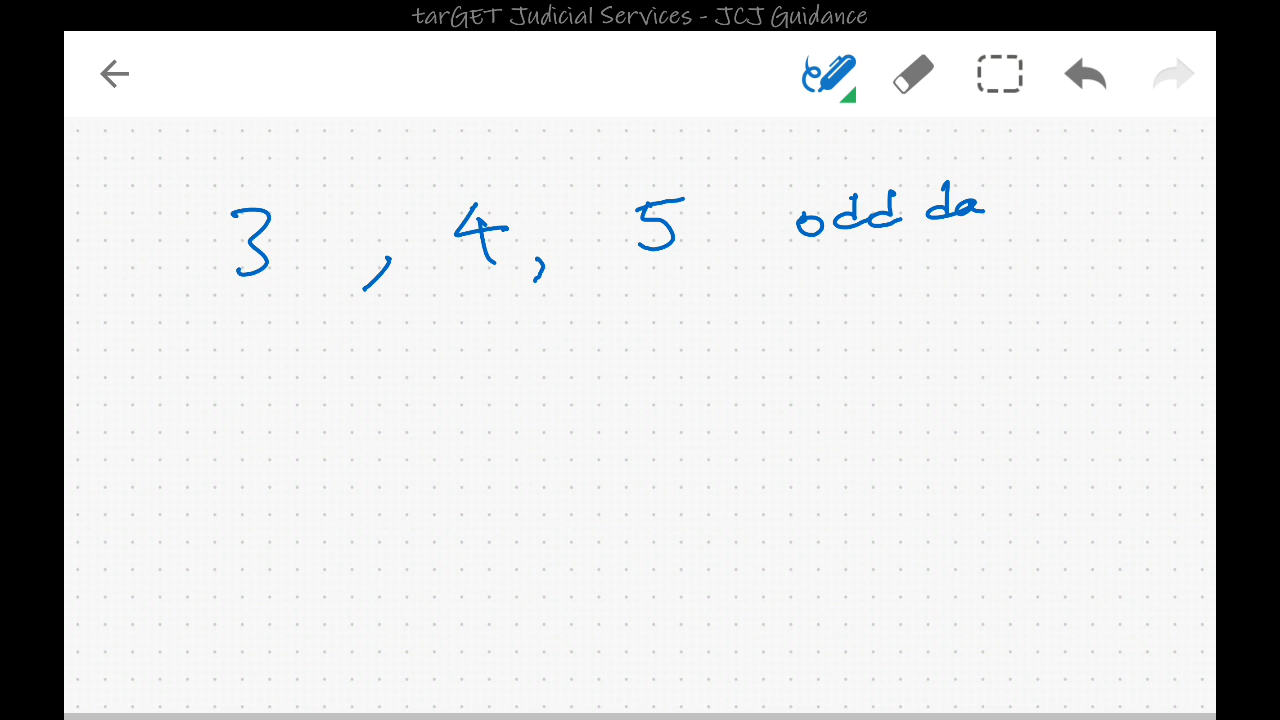 tarGET Judicial Services - JCJ Guidance
3 , 4, 5 odd da